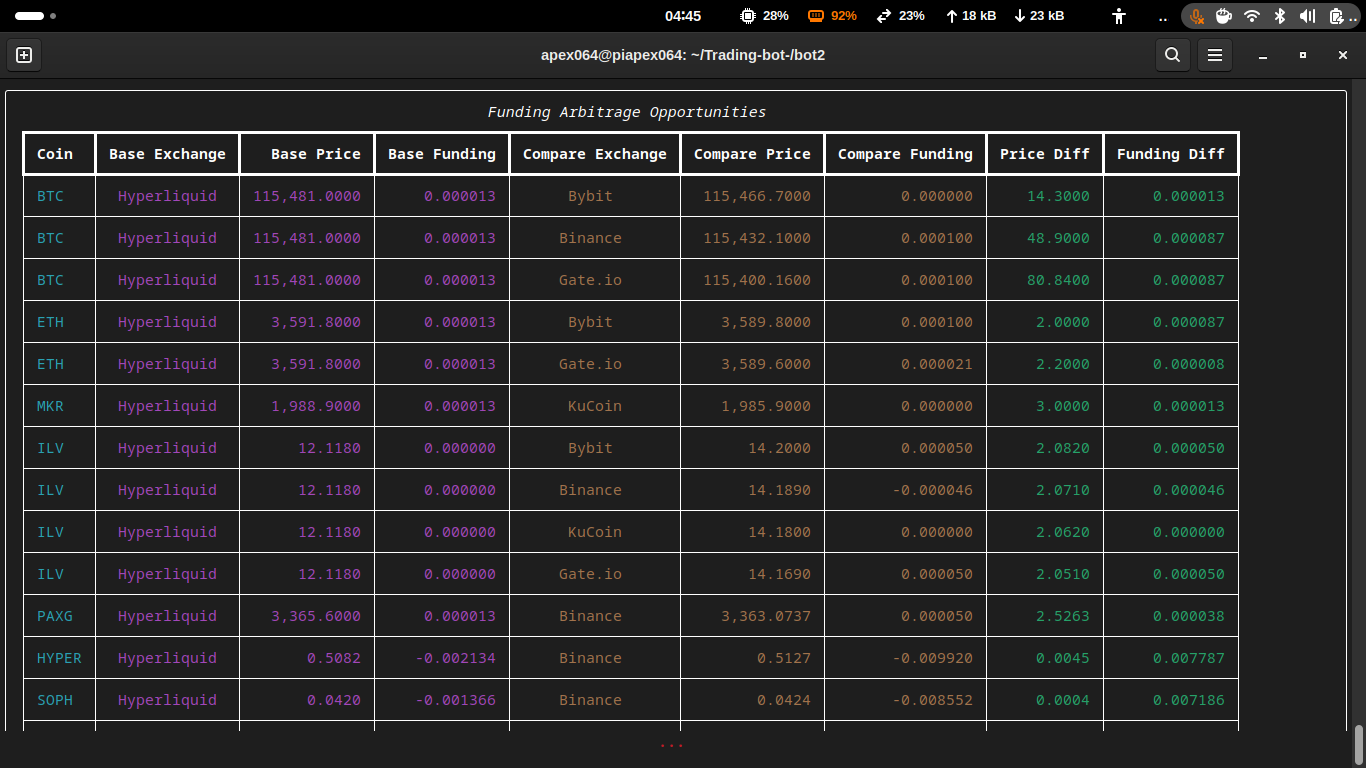 04:45 28% 92% 23% 18 kB 23 kB ..  ..
apex064@piapex064: ~/Trading-bot-/bot2
Funding Arbitrage Opportunities
Coin Base Exchange Base Price Base Funding Compare Exchange Compare Price Compare Funding Price Diff Funding Diff
BTC Hyperliquid 115,481.0000 0.000013 Bybit 115,466.7000 0.000000 14.3000 0.000013
BTC Hyperliquid 115,481.0000 0.000013 Binance 115,432.1000 0.000100 48.9000 0.000087
BTC Hyperliquid 115,481.0000 0.000013 Gate.io 115,400.1600 0.000100 80.8400 0.000087
ETH Hyperliquid 3,591.8000 0.000013 Bybit 3,589.8000 0.000100 2.0000 0.000087
ETH Hyperliquid 3,591.8000 0.000013 Gate.io 3,589.6000 0.000021 2.2000 0.000008
MKR Hyperliquid 1,988.9000 0.000013 KuCoin 1,985.9000 0.000000 3.0000 0.000013
ILV Hyperliquid 12.1180 0.000000 Bybit 14.2000 0.000050 2.0820 0.000050
ILV Hyperliquid 12.1180 0.000000 Binance 14.1890 -0.000046 2.0710 0.000046
ILV Hyperliquid 12.1180 0.000000 KuCoin 14.1800 0.000000 2.0620 0.000000
ILV Hyperliquid 12.1180 0.000000 Gate.io 14.1690 0.000050 2.0510 0.000050
PAXG Hyperliquid 3,365.6000 0.000013 Binance 3,363.0737 0.000050 2.5263 0.000038
HYPER Hyperliquid 0.5082 -0.002134 Binance 0.5127 -0.009920 0.0045 0.007787
SOPH Hyperliquid 0.0420 -0.001366 Binance 0.0424 -0.008552 0.0004 0.007186
...